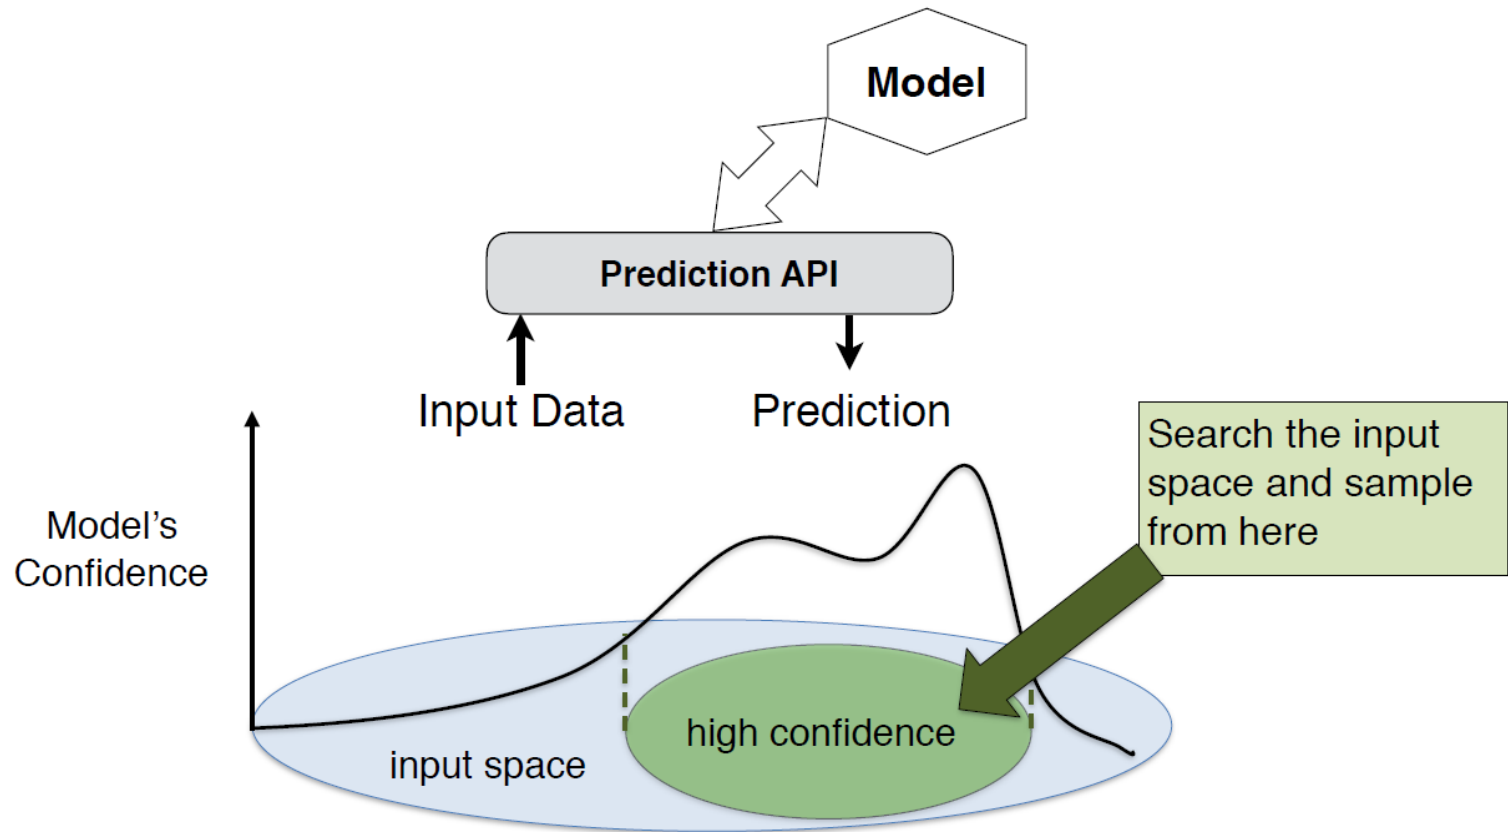 Model
Prediction API
Input Data
Prediction
Search the input
space and sample
from here
Model’s
Confidence
high confidence
input space